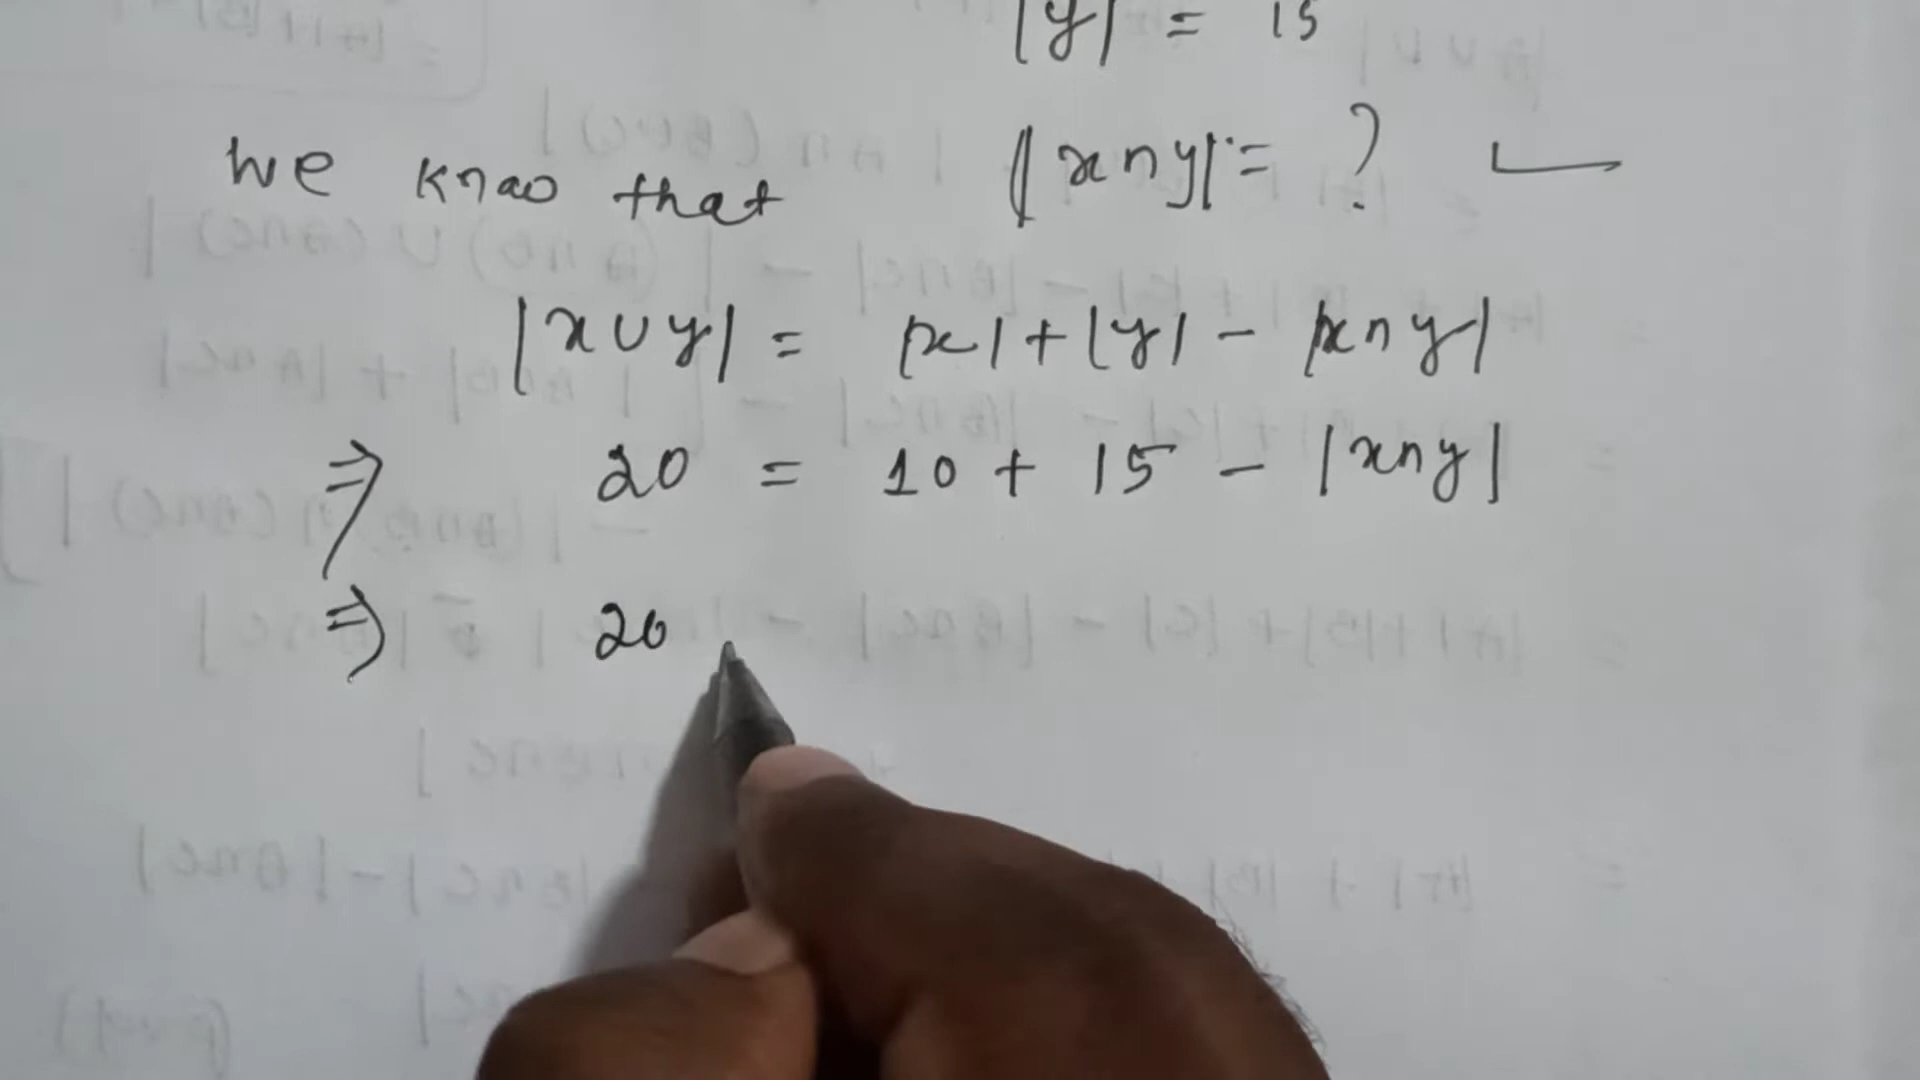 |y| = 15
|x∩y| = ?
we know that
|x∪y| = |x|+|y| - |x∩y|
⇒ 20 = 10 + 15 - |x∩y|
⇒ 20